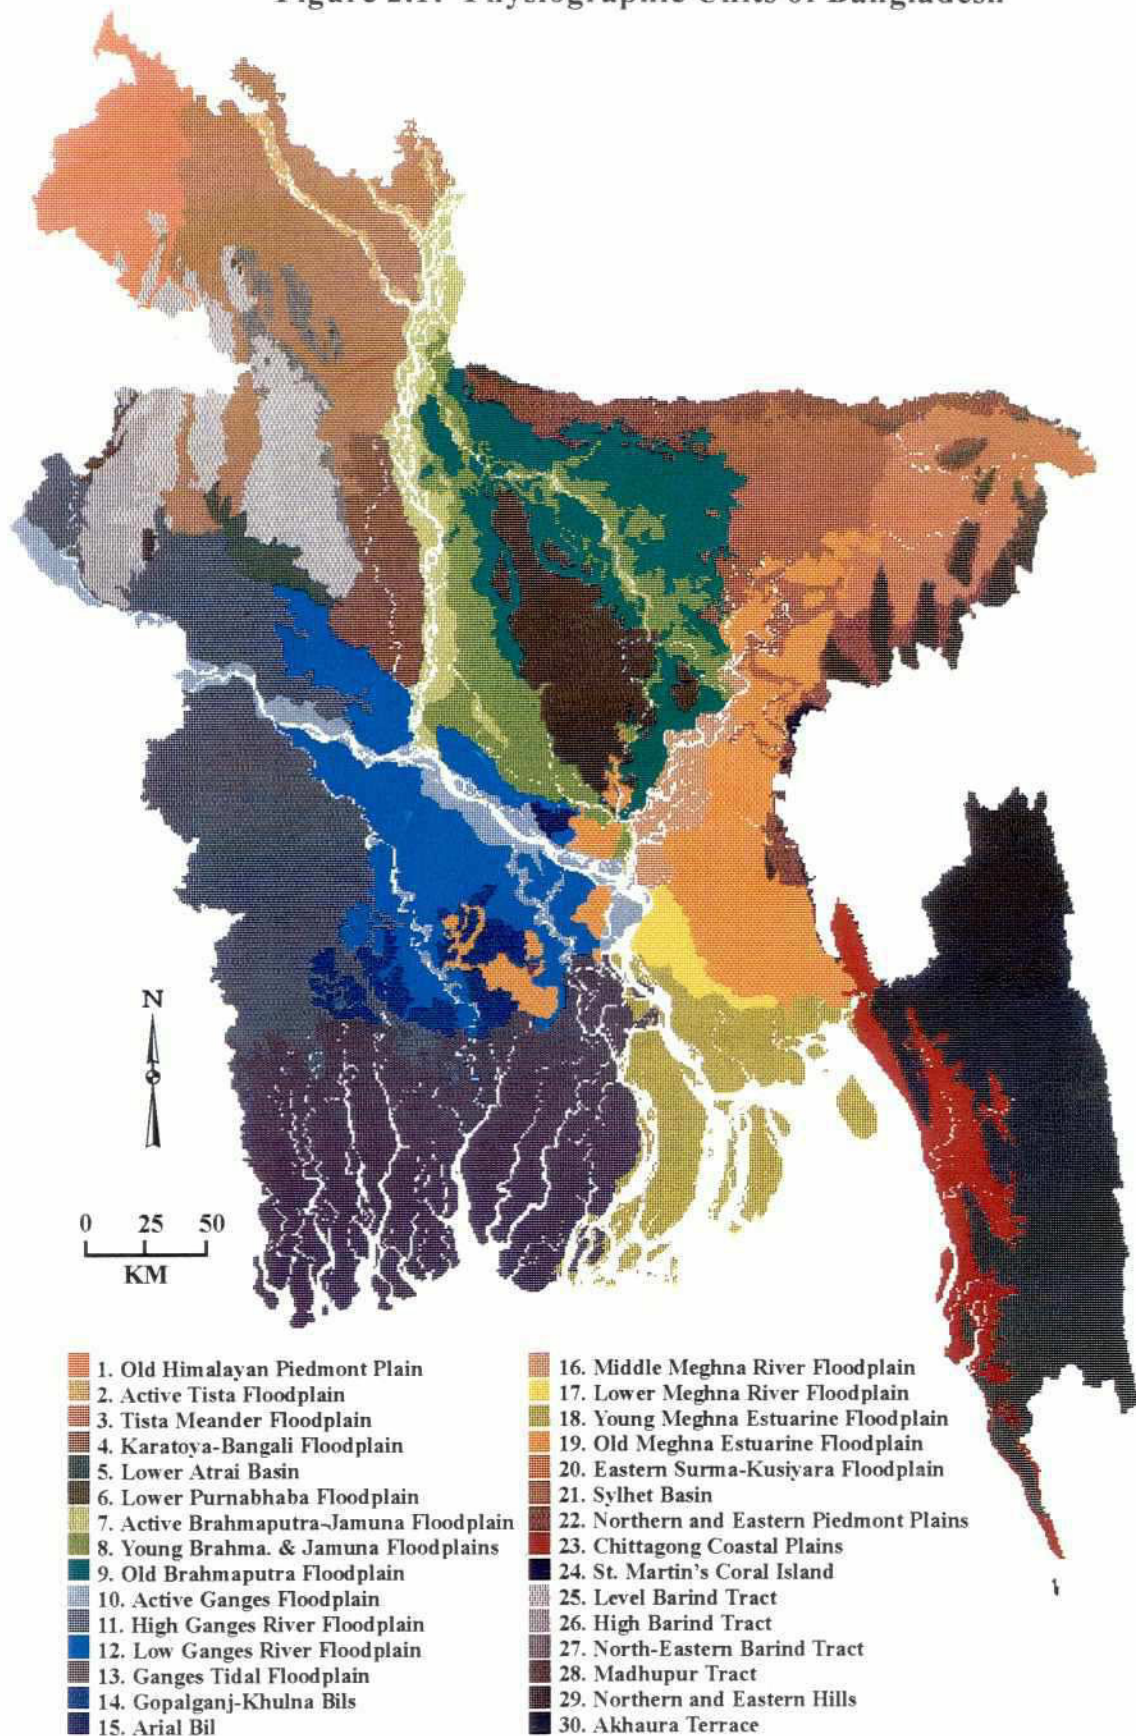 Figure 2.1: Physiographic Units of Bangladesh
N
0 25 50
KM
1. Old Himalayan Piedmont Plain
2. Active Tista Floodplain
3. Tista Meander Floodplain
4. Karatoya-Bangali Floodplain
5. Lower Atrai Basin
6. Lower Purnabhaba Floodplain
7. Active Brahmaputra-Jamuna Floodplain
8. Young Brahma. & Jamuna Floodplains
9. Old Brahmaputra Floodplain
10. Active Ganges Floodplain
11. High Ganges River Floodplain
12. Low Ganges River Floodplain
13. Ganges Tidal Floodplain
14. Gopalganj-Khulna Bils
15. Arial Bil
16. Middle Meghna River Floodplain
17. Lower Meghna River Floodplain
18. Young Meghna Estuarine Floodplain
19. Old Meghna Estuarine Floodplain
20. Eastern Surma-Kusiyara Floodplain
21. Sylhet Basin
22. Northern and Eastern Piedmont Plains
23. Chittagong Coastal Plains
24. St. Martin's Coral Island
25. Level Barind Tract
26. High Barind Tract
27. North-Eastern Barind Tract
28. Madhupur Tract
29. Northern and Eastern Hills
30. Akhaura Terrace